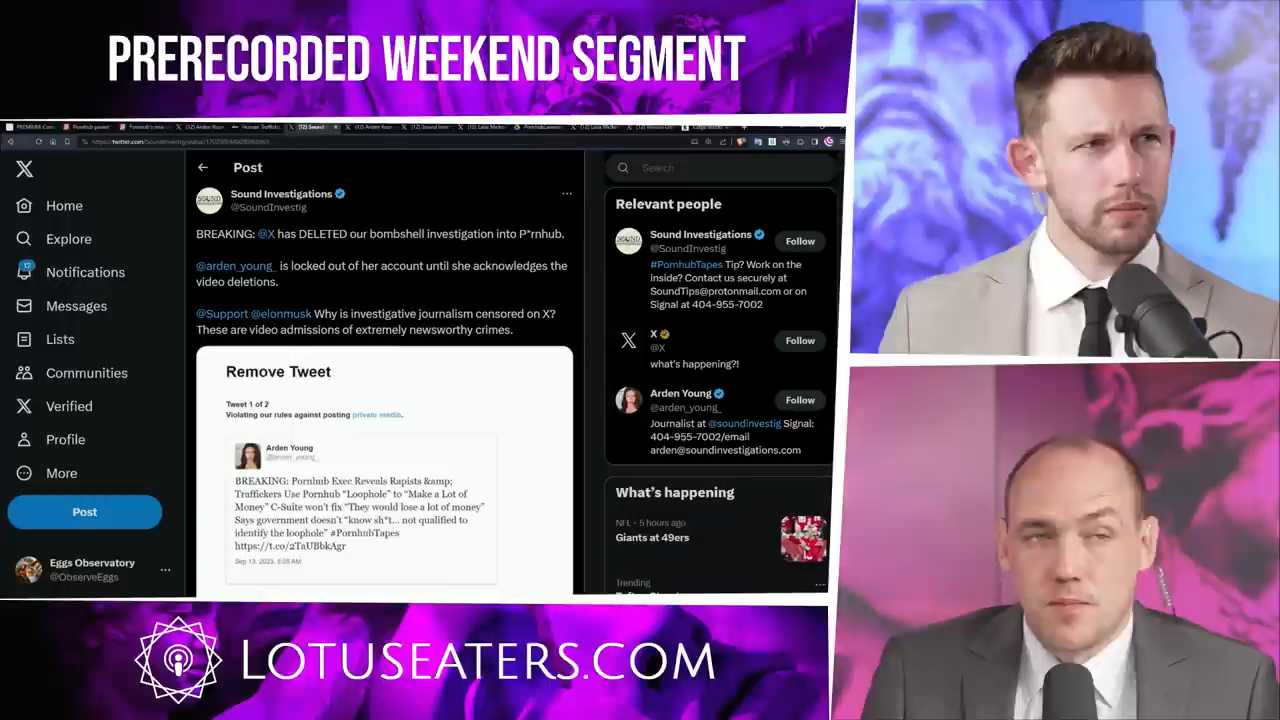 PRERECORDED WEEKEND SEGMENT
Post
Search
Home
Explore
12
Notifications
Messages
Lists
Communities
Verified
Profile
More
Post
Eggs Observatory
@ObserveEggs
Sound Investigations
@SoundInvestig
BREAKING: @X has DELETED our bombshell investigation into P*rnhub.
@arden_young_ is locked out of her account until she acknowledges the
video deletions.
@Support @elonmusk Why is investigative journalism censored on X?
These are video admissions of extremely newsworthy crimes.
Remove Tweet
Tweet 1 of 2
Violating our rules against posting private media.
Arden Young
@arden_young_
BREAKING: Pornhub Exec Reveals Rapists &amp;
Traffickers Use Pornhub “Loophole” to “Make a Lot of
Money” C-Suite won’t fix “They would lose a lot of money”
Says government doesn’t “know sh*t... not qualified to
identify the loophole” #PornhubTapes
https://t.co/2TaUBbkAgr
Sep 13, 2023, 5:05 AM
Relevant people
Sound Investigations
@SoundInvestig
Follow
#PornhubTapes Tip? Work on the
Inside? Contact us securely at
SoundTips@protonmail.com or on
Signal at 404-955-7002
X
@X
Follow
what's happening?!
Arden Young
@arden_young_
Follow
Journalist at @soundinvestig Signal:
404-955-7002/email
arden@soundinvestigations.com
What's happening
NFL · 5 hours ago
Giants at 49ers
Trending
LOTUSEATERS.COM